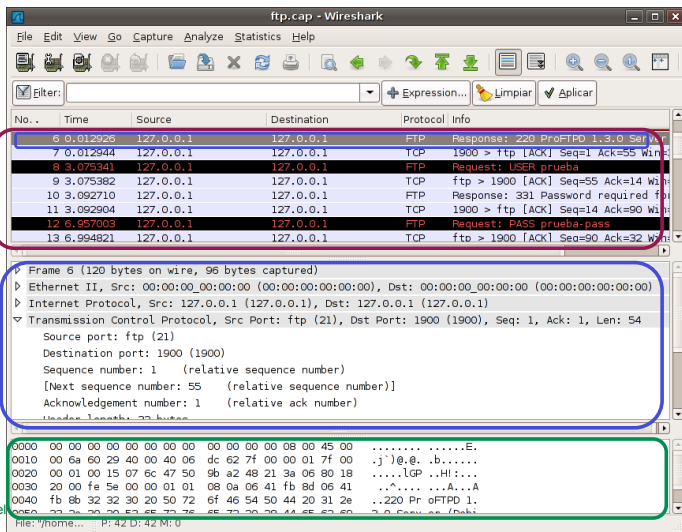 ftp.cap - Wireshark
File Edit View Go Capture Analyze Statistics Help
Filter: Expression... Limpiar Aplicar
No. . Time Source Destination Protocol Info
6 0.012926 127.0.0.1 127.0.0.1 FTP Response: 220 ProFTPD 1.3.0 Server
7 0.012944 127.0.0.1 127.0.0.1 TCP 1900 > ftp [ACK] Seq=1 Ack=55 Win=
8 3.075341 127.0.0.1 127.0.0.1 FTP Request: USER prueba
9 3.075382 127.0.0.1 127.0.0.1 TCP ftp > 1900 [ACK] Seq=55 Ack=14 Win=
10 3.092710 127.0.0.1 127.0.0.1 FTP Response: 331 Password required for
11 3.092904 127.0.0.1 127.0.0.1 TCP 1900 > ftp [ACK] Seq=14 Ack=90 Win=
12 6.957003 127.0.0.1 127.0.0.1 FTP Request: PASS prueba-pass
13 6.994821 127.0.0.1 127.0.0.1 TCP ftp > 1900 [ACK] Seq=90 Ack=32 Win=
Frame 6 (120 bytes on wire, 96 bytes captured)
Ethernet II, Src: 00:00:00_00:00:00 (00:00:00:00:00:00), Dst: 00:00:00_00:00:00 (00:00:00:00:00:00)
Internet Protocol, Src: 127.0.0.1 (127.0.0.1), Dst: 127.0.0.1 (127.0.0.1)
Transmission Control Protocol, Src Port: ftp (21), Dst Port: 1900 (1900), Seq: 1, Ack: 1, Len: 54
Source port: ftp (21)
Destination port: 1900 (1900)
Sequence number: 1 (relative sequence number)
[Next sequence number: 55 (relative sequence number)]
Acknowledgement number: 1 (relative ack number)
Header length: 32 bytes
0000 00 00 00 00 00 00 00 00 00 00 00 00 08 00 45 00 ........ ......E.
0010 00 6a 60 29 40 00 40 06 dc 62 7f 00 00 01 7f 00 .j`)@.@. .b......
0020 00 01 00 15 07 6c 47 50 9b a2 48 21 3a 06 80 18 .....lGP ..H!:...
0030 20 00 fe 5e 00 00 01 01 08 0a 06 41 fb 8d 06 41 ..^.... ...A...A
0040 fb 8b 32 32 30 20 50 72 6f 46 54 50 44 20 31 2e ..220 Pr oFTPD 1.
el
File: "/home... P: 42 D: 42 M: 0